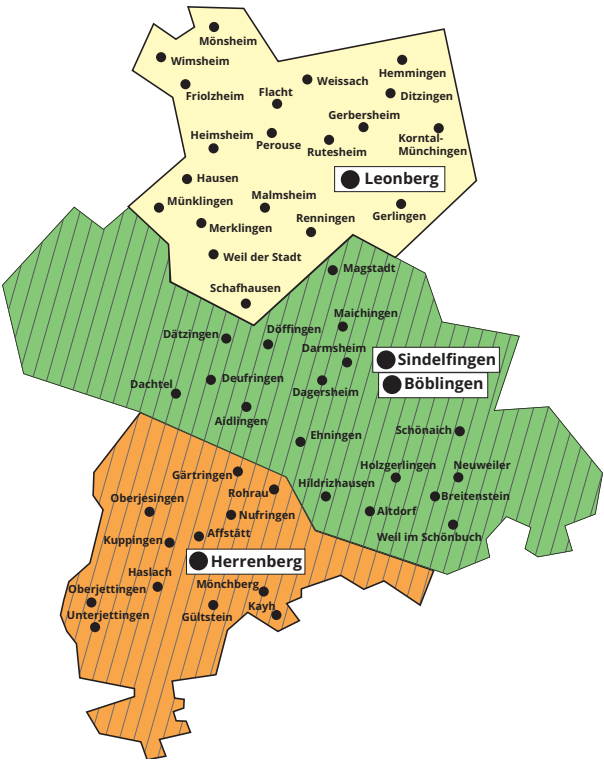 Mönsheim
Wimsheim
Hemmingen
Weissach
Friolzheim
Flacht
Ditzingen
Gerbersheim
Heimsheim
Perouse
Rutesheim
Korntal-
Münchingen
Hausen
Leonberg
Malmsheim
Münklingen
Gerlingen
Renningen
Merklingen
Weil der Stadt
Magstadt
Schafhausen
Maichingen
Döffingen
Dätzingen
Darmsheim
Sindelfingen
Deufringen
Dachtel
Böblingen
Dagersheim
Aidlingen
Schönaich
Ehningen
Holzgerlingen
Neuweiler
Gärtringen
Hildrizhausen
Rohrau
Oberjesingen
Breitenstein
Nufringen
Altdorf
Affstätt
Weil im Schönbuch
Kuppingen
Herrenberg
Haslach
Mönchberg
Oberjettingen
Kayh
Unterjettingen
Gültstein